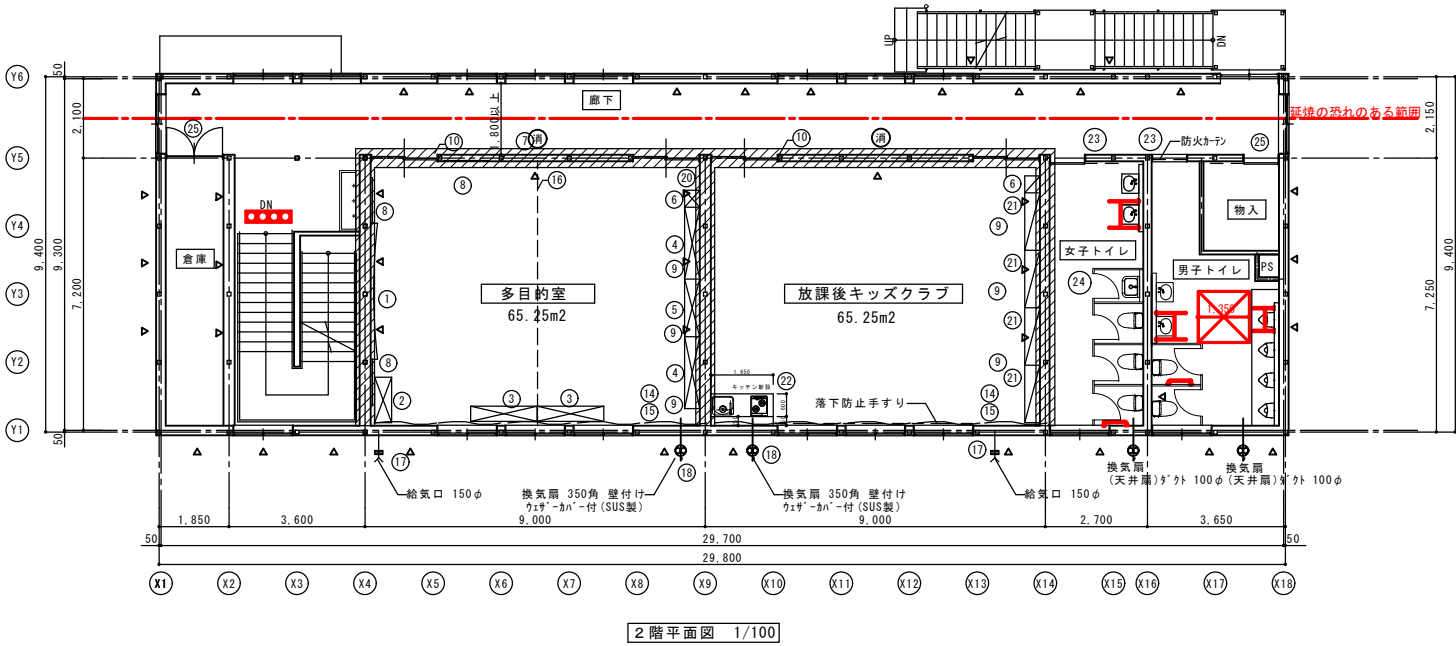 UP
DN
Y6
50
50
廊下
1,800以上
延焼の恐れのある範囲
2,100
2,150
25
10
7
消
10
消
23
23
25
防火カーテン
Y5
8
16
20
6
6
物入
DN
8
21
Y4
9,400
9,300
倉庫
4
9
女子トイレ
9,400
9
21
24
男子トイレ
PS
Y3
7,200
1
多目的室
65.25m2
5
9
放課後キッズクラブ
65.25m2
9
21
1,350
7,250
Y2
8
4
9
21
1,650
22
キッチン新設
600
2
3
3
14
15
9
落下防止手すり
14
15
Y1
50
17
18
18
17
給気口 150φ
換気扇 350角 壁付け
ウェザーカバー付(SUS製)
換気扇 350角 壁付け
ウェザーカバー付(SUS製)
給気口 150φ
換気扇
(天井扇)ダクト 100φ
換気扇
(天井扇)ダクト 100φ
1,850
3,600
9,000
9,000
2,700
3,650
50
29,700
50
29,800
X1
X2
X3
X4
X5
X6
X7
X8
X9
X10
X11
X12
X13
X14
X15
X16
X17
X18
2階平面図 1/100